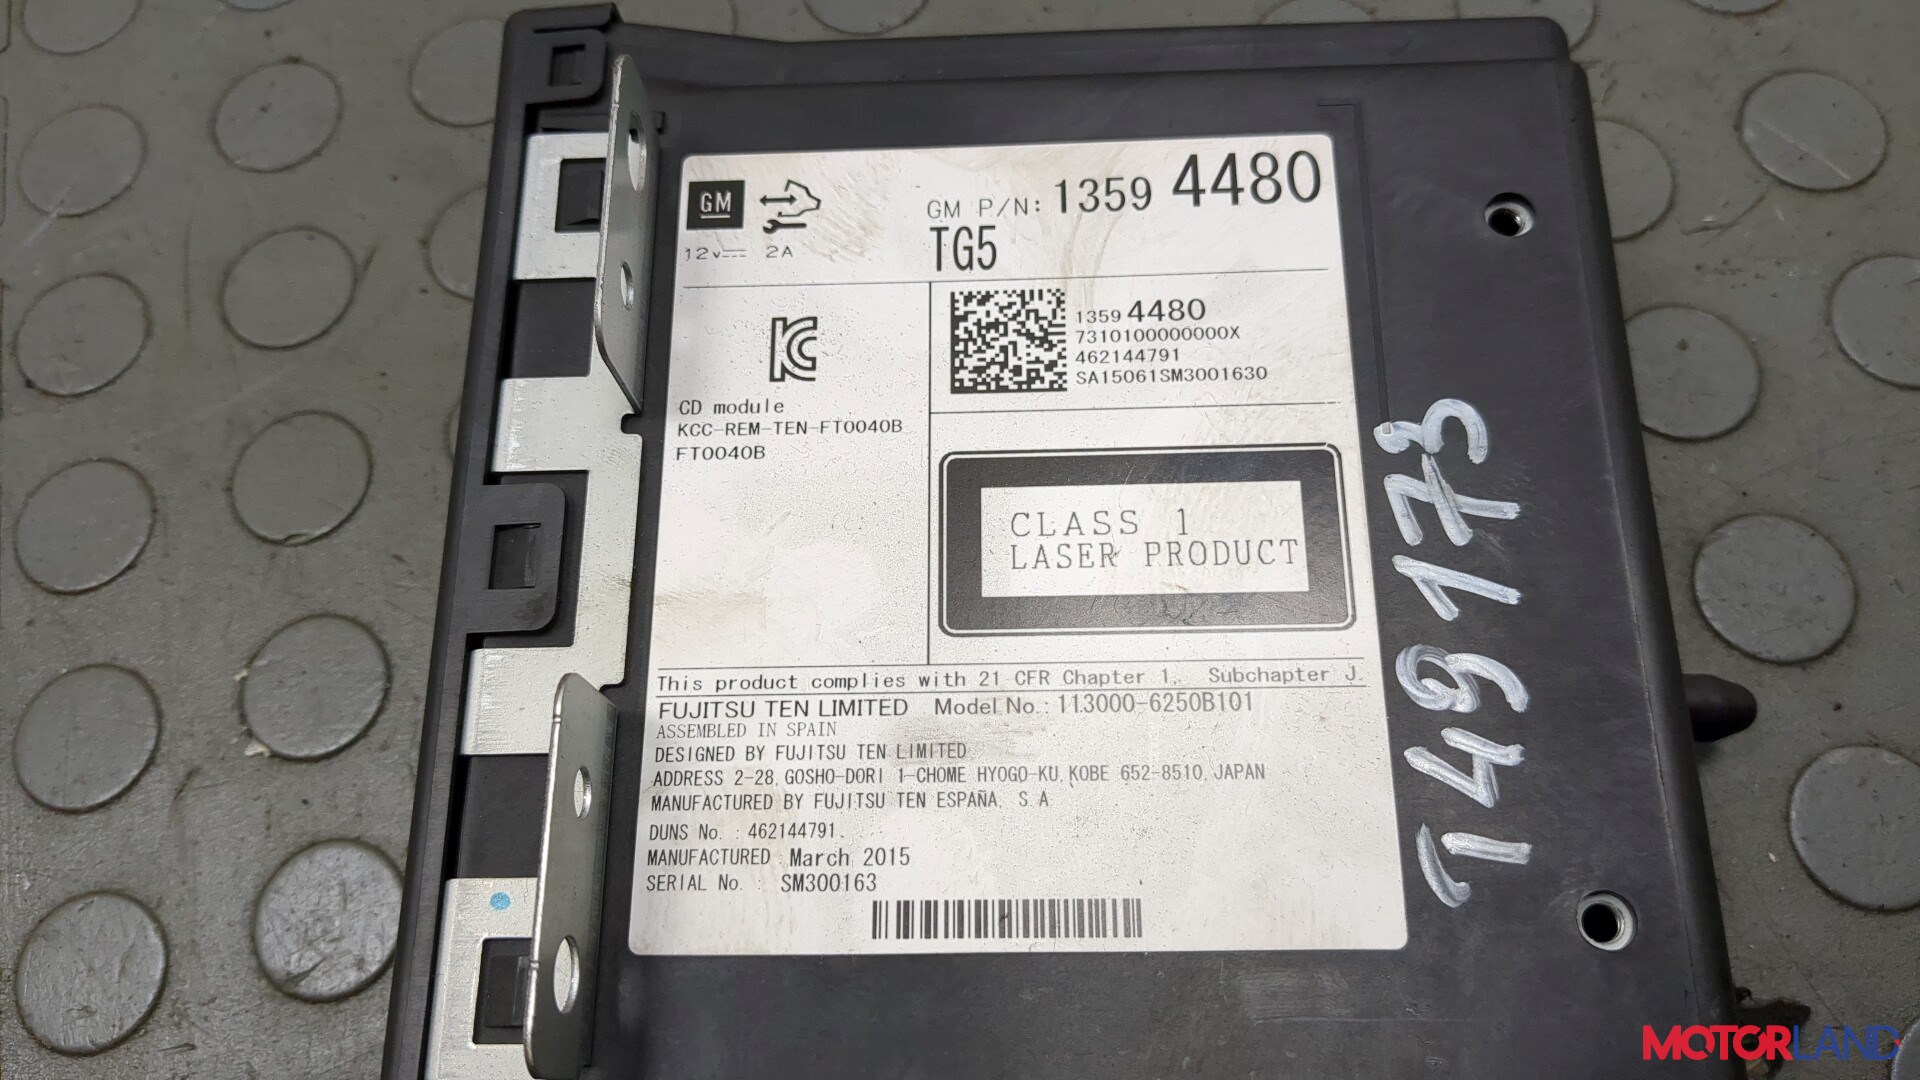 GM
GM P/N: 1359 4480
12V 2A
TG5
1359 4480
7310100000000X
462144791
SA15061SM3001630
CD module
KCC-REM-TEN-FT0040B
FT0040B
CLASS 1
LASER PRODUCT
This product complies with 21 CFR Chapter 1, Subchapter J.
FUJITSU TEN LIMITED Model No.: 113000-6250B101
ASSEMBLED IN SPAIN
DESIGNED BY FUJITSU TEN LIMITED
ADDRESS 2-28, GOSHO-DORI 1-CHOME HYOGO-KU, KOBE 652-8510, JAPAN
MANUFACTURED BY FUJITSU TEN ESPAÑA, S.A.
DUNS No. : 462144791.
MANUFACTURED : March 2015
SERIAL No. : SM300163
149173
MOTORLAND